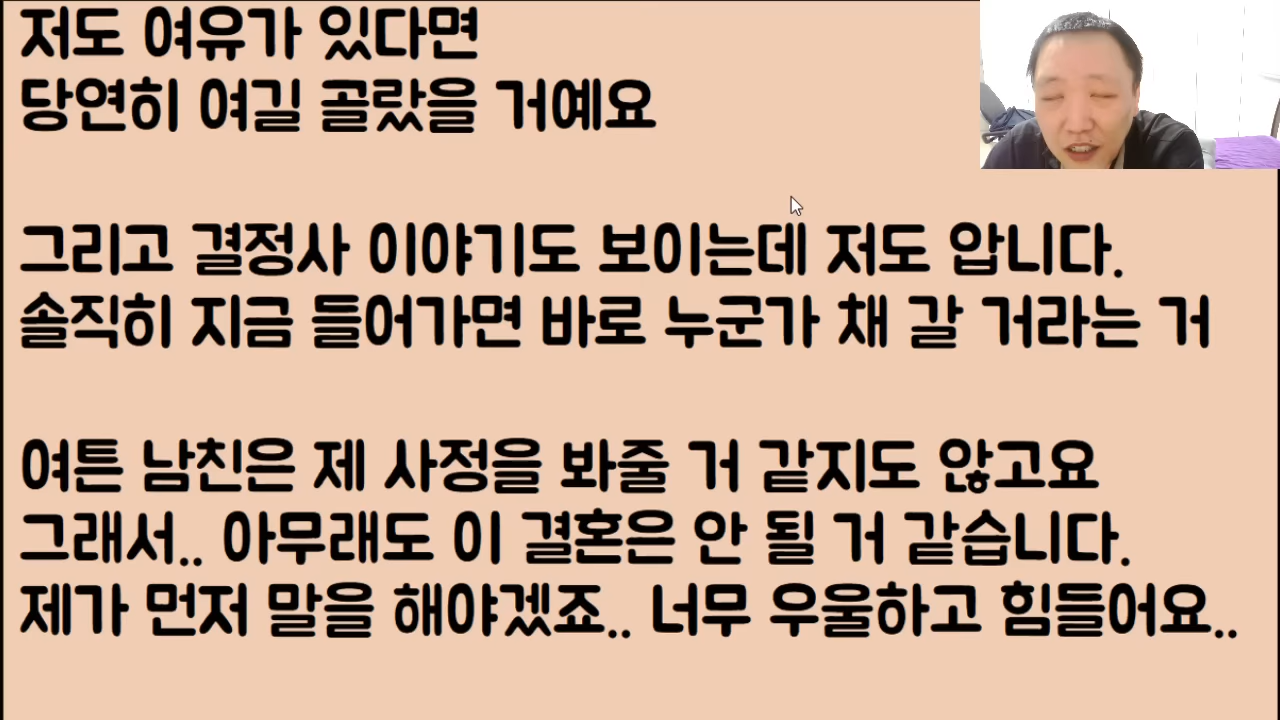 저도 여유가 있다면
당연히 여길 골랐을 거예요
그리고 결정사 이야기도 보이는데 저도 압니다.
솔직히 지금 들어가면 바로 누군가 채 갈 거라는 거
여튼 남친은 제 사정을 봐줄 거 같지도 않고요
그래서.. 아무래도 이 결혼은 안 될 거 같습니다.
제가 먼저 말을 해야겠죠.. 너무 우울하고 힘들어요..